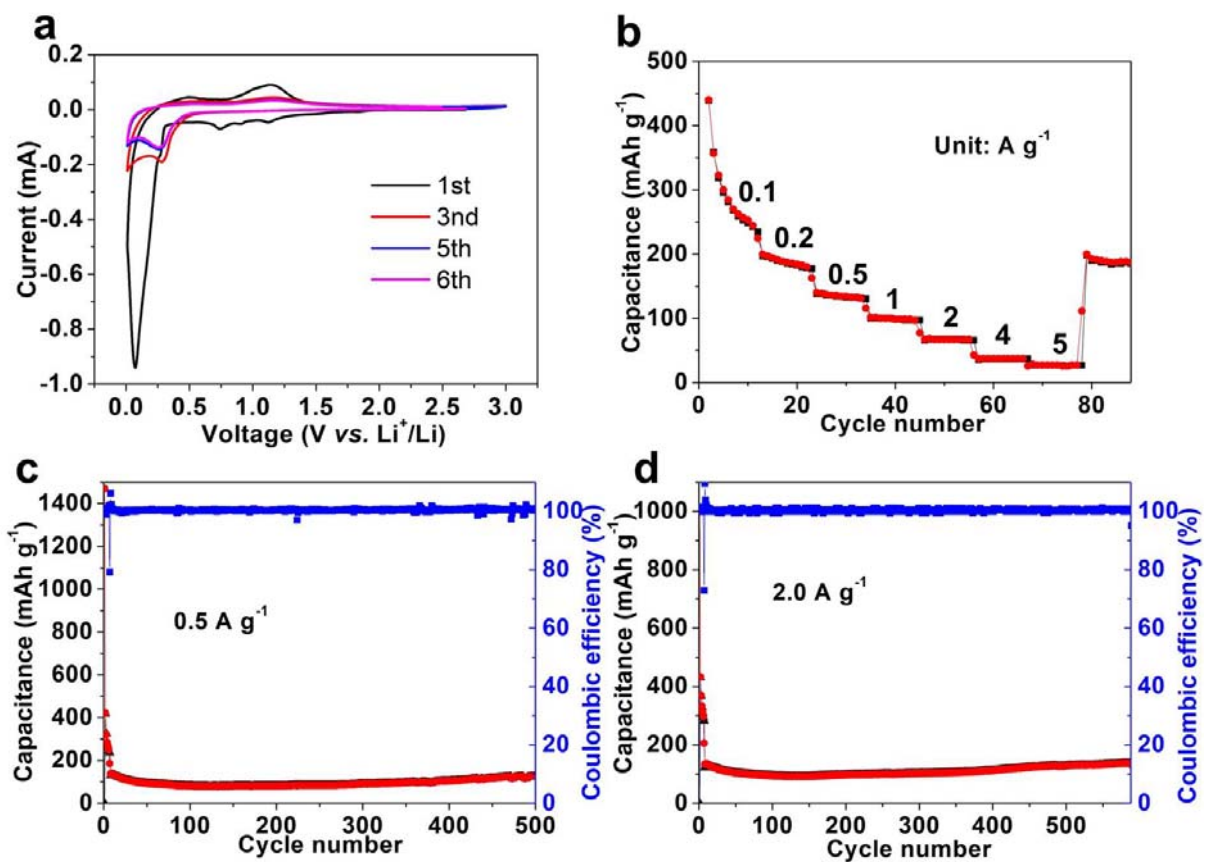 a
0.2
0.0
-0.2
-0.4
-0.6
-0.8
-1.0
Current (mA)
1st
3nd
5th
6th
0.0 0.5 1.0 1.5 2.0 2.5 3.0
Voltage (V vs. Li⁺/Li)
b
500
400
300
200
100
0
Capacitance (mAh g⁻¹)
Unit: A g⁻¹
0.1
0.2
0.5
1
2
4
5
0 20 40 60 80
Cycle number
c
1400
1200
1000
800
600
400
200
0
Capacitance (mAh g⁻¹)
0.5 A g⁻¹
100
80
60
40
20
0
Coulombic efficiency (%)
0 100 200 300 400 500
Cycle number
d
1000
800
600
400
200
0
Capacitance (mAh g⁻¹)
2.0 A g⁻¹
100
80
60
40
20
0
Coulombic efficiency (%)
0 100 200 300 400 500
Cycle number